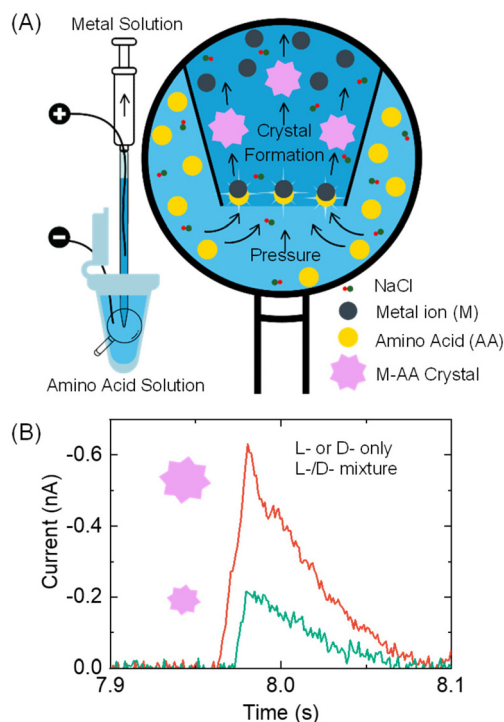 (A)
Metal Solution
+
−
Amino Acid Solution
Crystal
Formation
Pressure
NaCl
Metal ion (M)
Amino Acid (AA)
M-AA Crystal
(B)
L- or D- only
L-/D- mixture
Current (nA)
-0.6
-0.4
-0.2
0.0
7.9
8.0
8.1
Time (s)